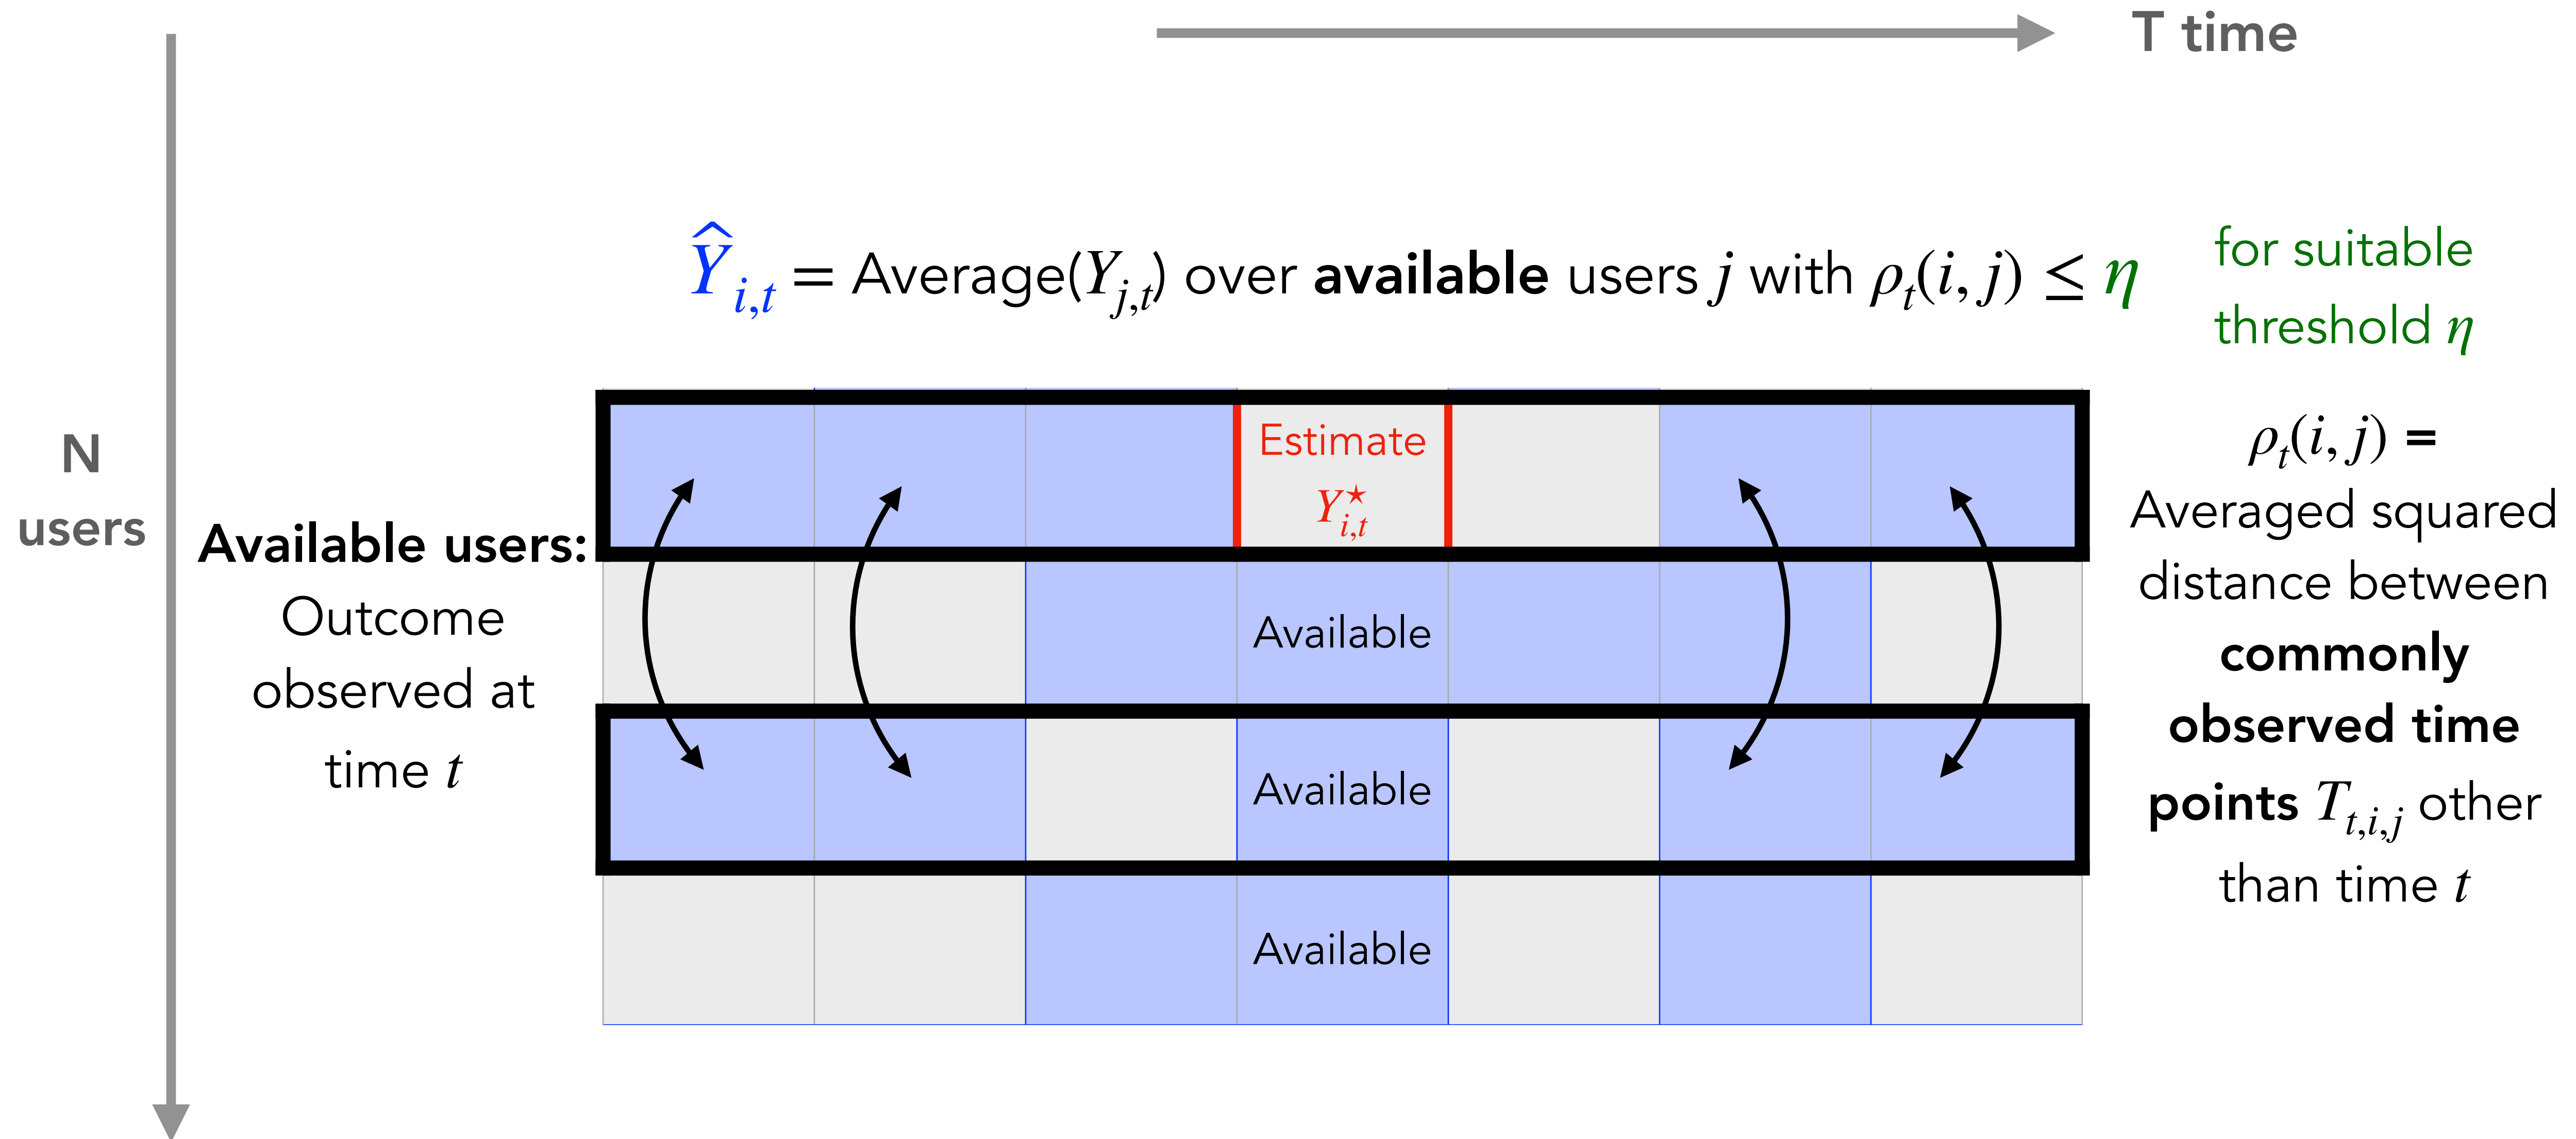 T time
Ŷ_{i,t} = Average(Y_{j,t}) over available users j with ρ_t(i, j) ≤ η
for suitable
threshold η
N
users
Available users:
Outcome
observed at
time t
Estimate
Y^★_{i,t}
Available
Available
Available
ρ_t(i, j) =
Averaged squared
distance between
commonly
observed time
points T_{t,i,j} other
than time t